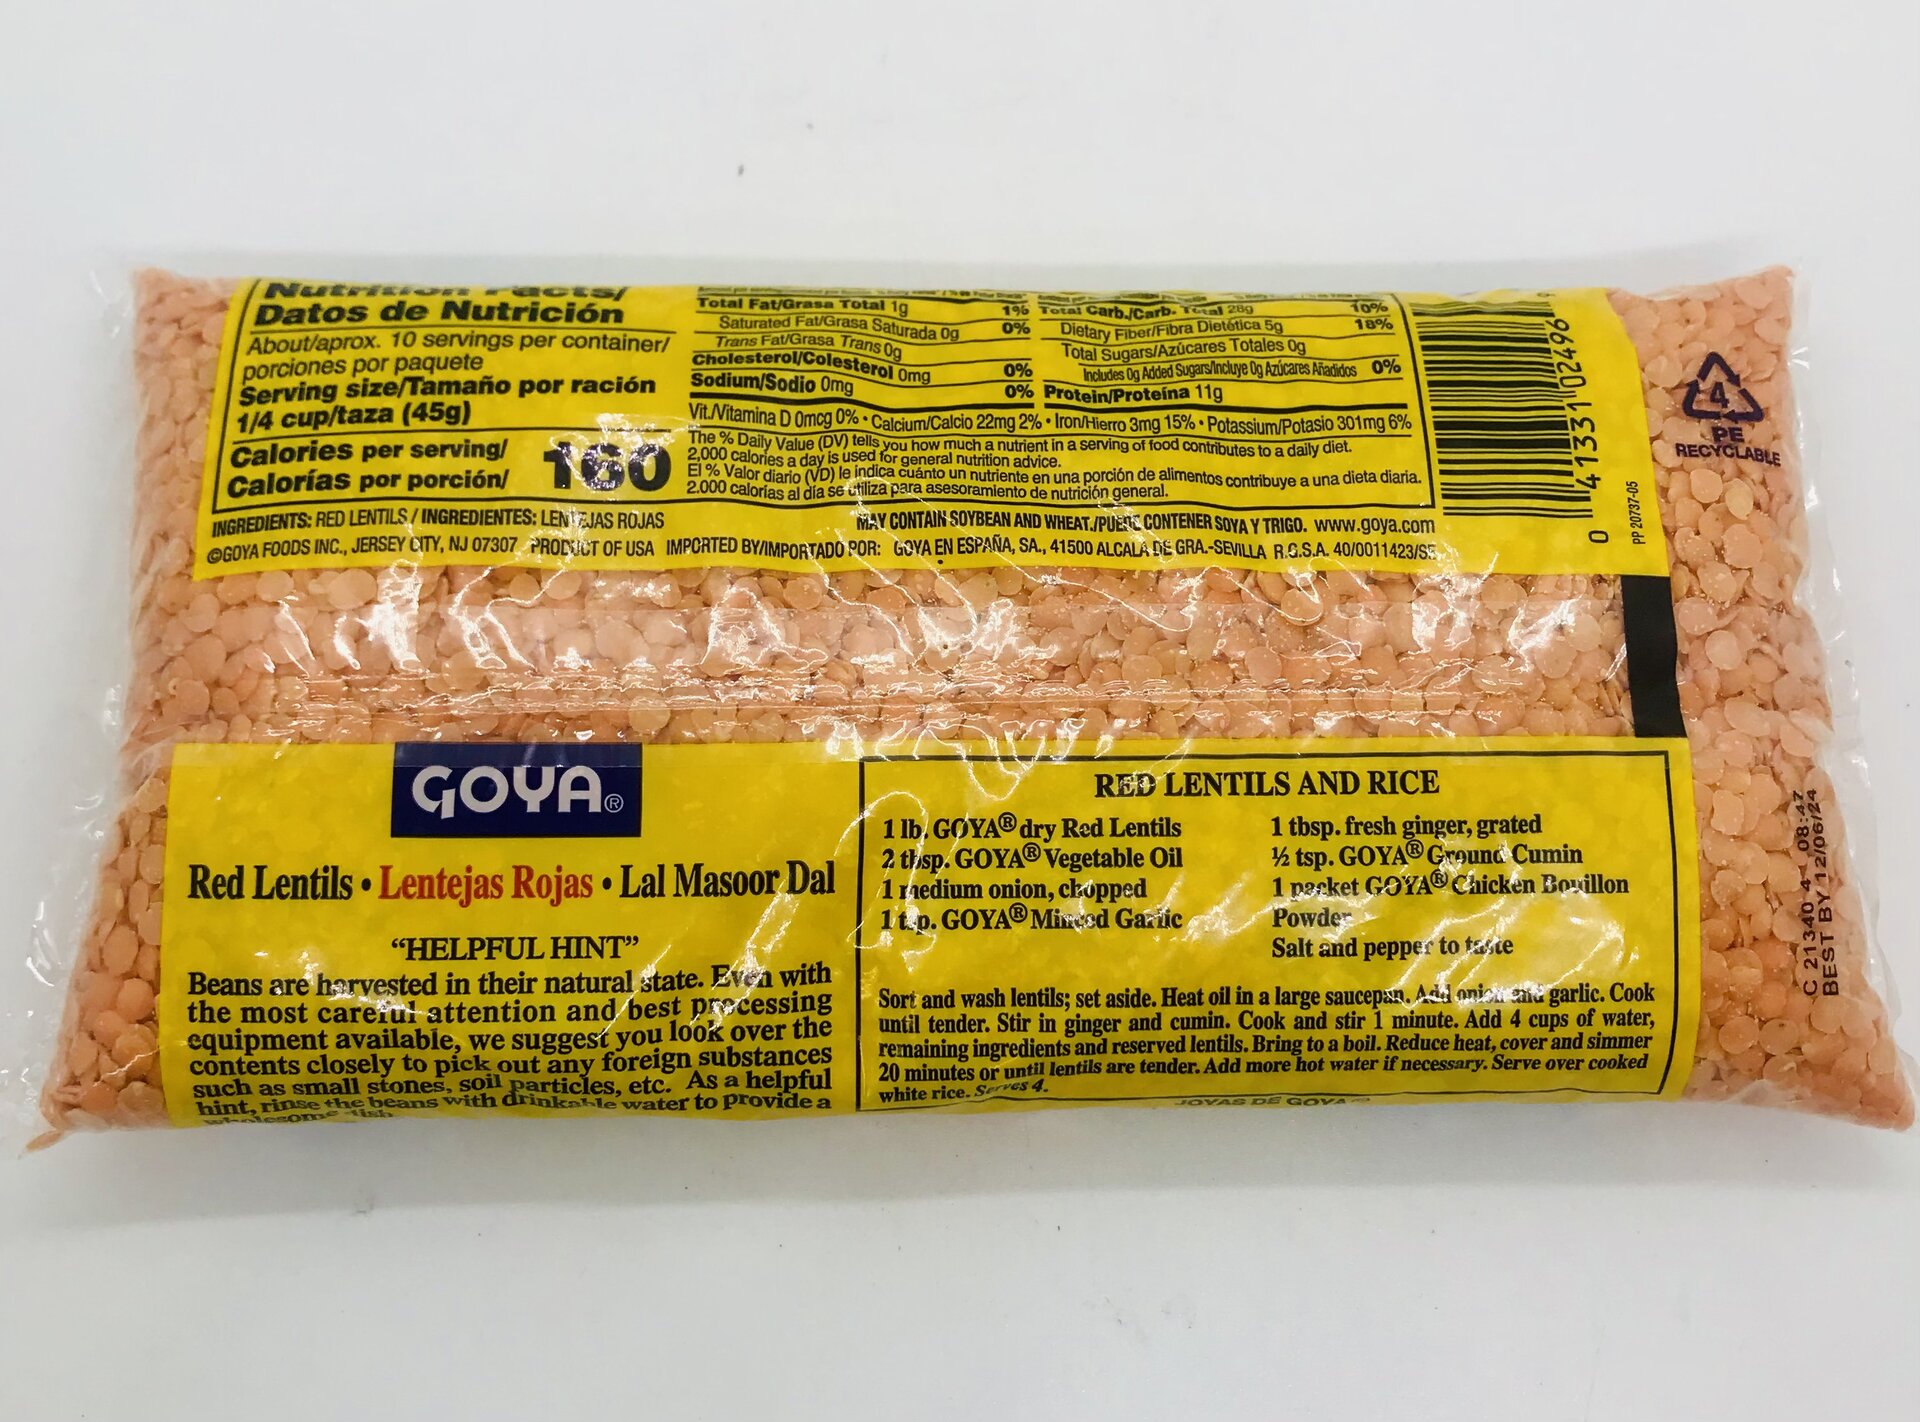 Nutrition Facts/
Datos de Nutrición
About/aprox. 10 servings per container/
porciones por paquete
Serving size/Tamaño por ración
1/4 cup/taza (45g)
Calories per serving/
Calorías por porción/
160
Total Fat/Grasa Total 1g 1%
Saturated Fat/Grasa Saturada 0g 0%
Trans Fat/Grasa Trans 0g
Cholesterol/Colesterol 0mg 0%
Sodium/Sodio 0mg 0%
Total Carb./Carb. Total 28g 10%
Dietary Fiber/Fibra Dietética 5g 18%
Total Sugars/Azúcares Totales 0g
Includes 0g Added Sugars/Incluye 0g Azúcares Añadidos 0%
Protein/Proteína 11g
Vit./Vitamina D 0mcg 0% • Calcium/Calcio 22mg 2% • Iron/Hierro 3mg 15% • Potassium/Potasio 301mg 6%
The % Daily Value (DV) tells you how much a nutrient in a serving of food contributes to a daily diet.
2,000 calories a day is used for general nutrition advice.
El % Valor diario (VD) le indica cuánto un nutriente en una porción de alimentos contribuye a una dieta diaria.
2.000 calorías al día se utiliza para asesoramiento de nutrición general.
INGREDIENTS: RED LENTILS / INGREDIENTES: LENTEJAS ROJAS
MAY CONTAIN SOYBEAN AND WHEAT./PUEDE CONTENER SOYA Y TRIGO. www.goya.com
©GOYA FOODS INC., JERSEY CITY, NJ 07307 PRODUCT OF USA IMPORTED BY/IMPORTADO POR: GOYA EN ESPAÑA, SA., 41500 ALCALA DE GRA.-SEVILLA R.G.S.A. 40/0011423/SE
0 41331 02496 9
PP 20737-05
4
PE
RECYCLABLE
GOYA®
Red Lentils • Lentejas Rojas • Lal Masoor Dal
“HELPFUL HINT”
Beans are harvested in their natural state. Even with
the most careful attention and best processing
equipment available, we suggest you look over the
contents closely to pick out any foreign substances
such as small stones, soil particles, etc. As a helpful
hint, rinse the beans with drinkable water to provide a
wholesome dish.
RED LENTILS AND RICE
1 lb. GOYA® dry Red Lentils
2 tbsp. GOYA® Vegetable Oil
1 medium onion, chopped
1 tsp. GOYA® Minced Garlic
1 tbsp. fresh ginger, grated
½ tsp. GOYA® Ground Cumin
1 packet GOYA® Chicken Bouillon
Powder
Salt and pepper to taste
Sort and wash lentils; set aside. Heat oil in a large saucepan. Add onion and garlic. Cook
until tender. Stir in ginger and cumin. Cook and stir 1 minute. Add 4 cups of water,
remaining ingredients and reserved lentils. Bring to a boil. Reduce heat, cover and simmer
20 minutes or until lentils are tender. Add more hot water if necessary. Serve over cooked
white rice. Serves 4.
JOYAS DE GOYA
C 21340 4 08:47
BEST BY 12/06/24